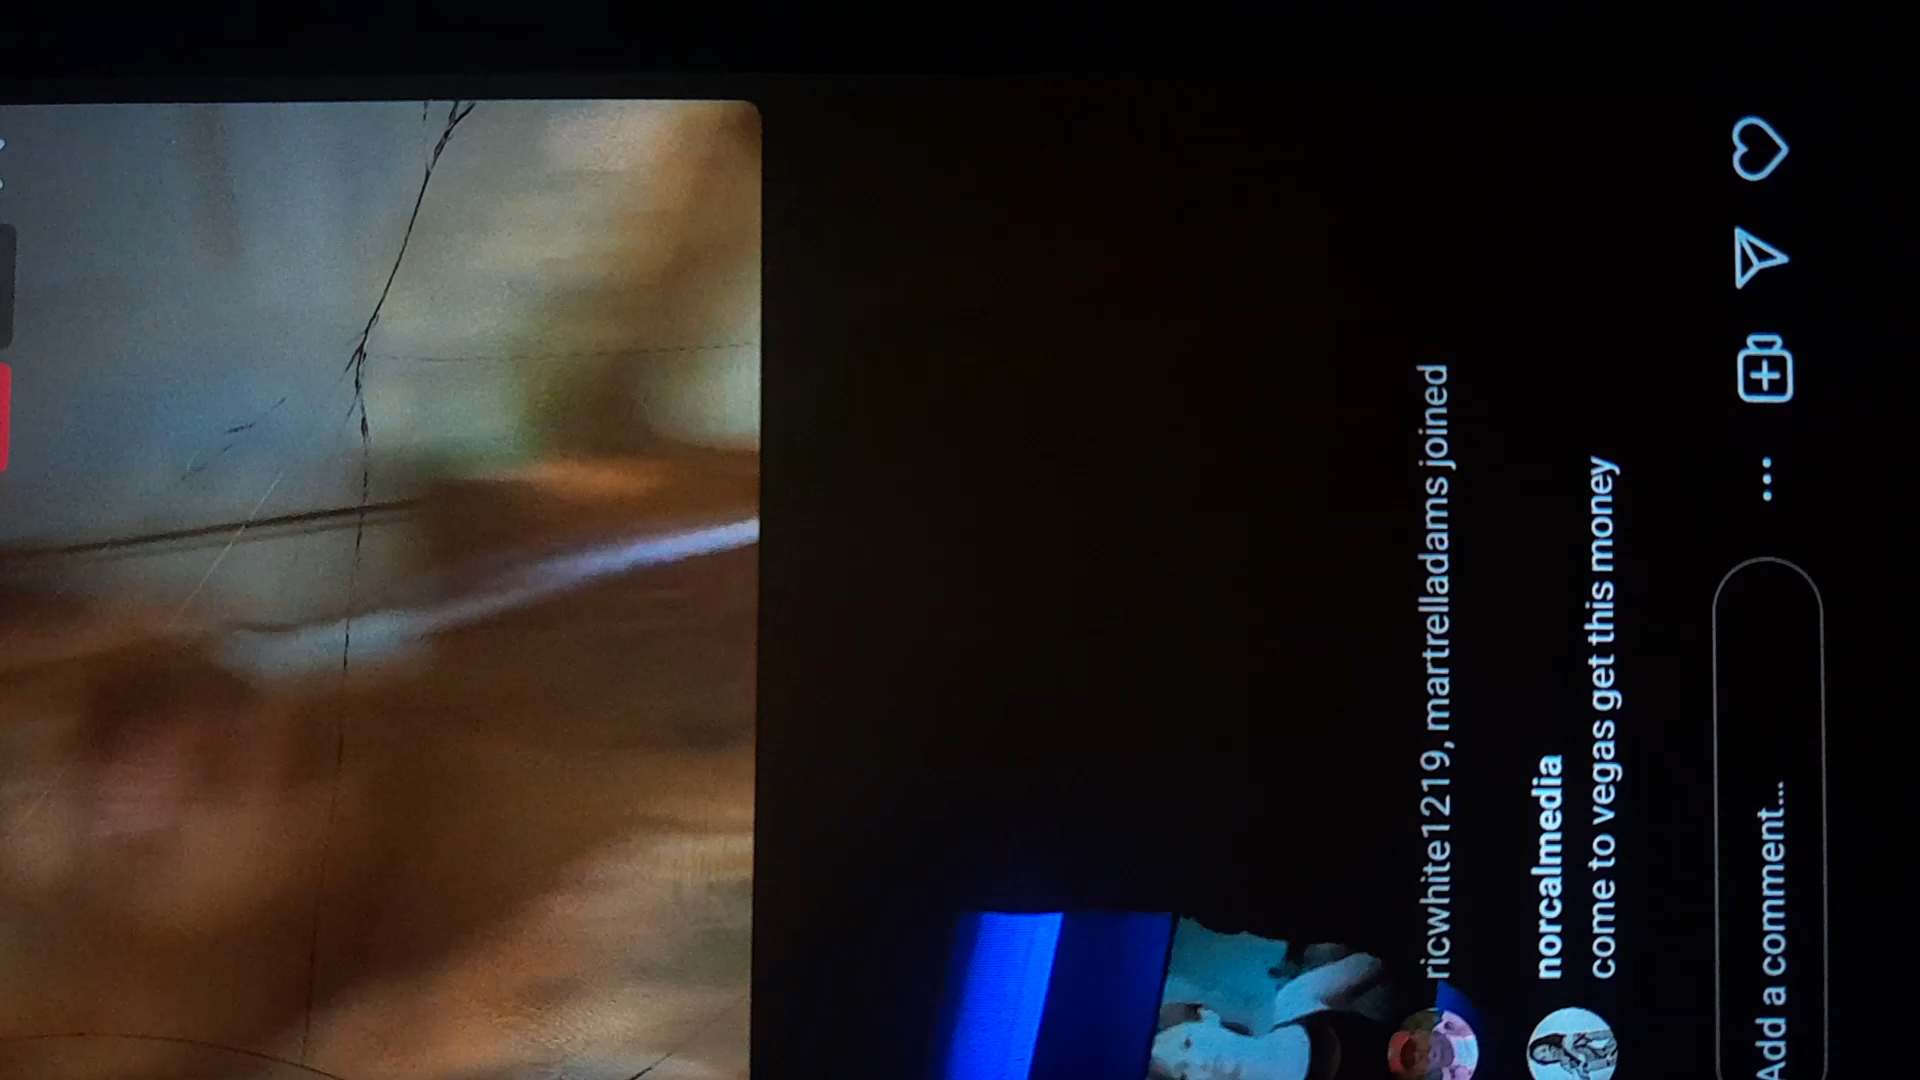 ricwhite1219, martrelladams joined
norcalmedia
come to vegas get this money
Add a comment...